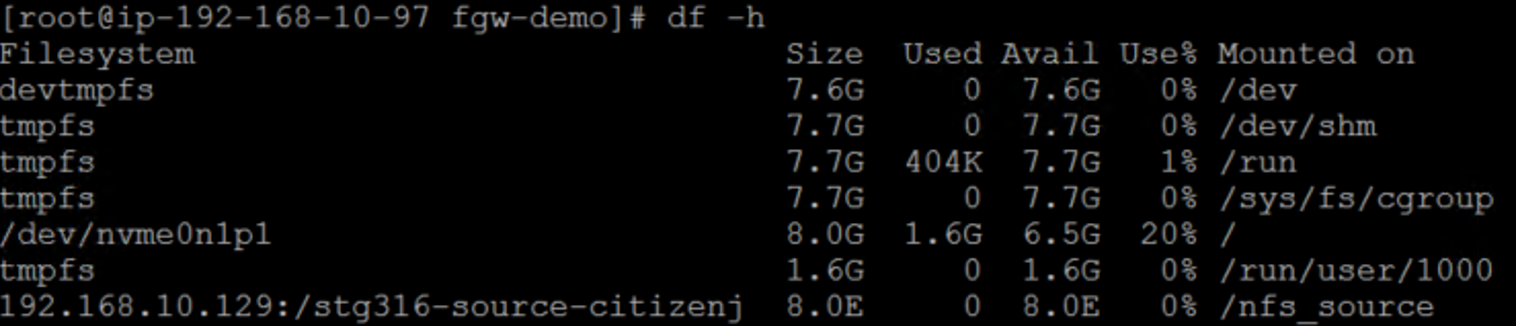 [root@ip-192-168-10-97 fgw-demo]# df -h
Filesystem                            Size  Used Avail Use% Mounted on
devtmpfs                              7.6G     0  7.6G   0% /dev
tmpfs                                 7.7G     0  7.7G   0% /dev/shm
tmpfs                                 7.7G  404K  7.7G   1% /run
tmpfs                                 7.7G     0  7.7G   0% /sys/fs/cgroup
/dev/nvme0n1p1                        8.0G  1.6G  6.5G  20% /
tmpfs                                 1.6G     0  1.6G   0% /run/user/1000
192.168.10.129:/stg316-source-citizenj  8.0E     0  8.0E   0% /nfs_source